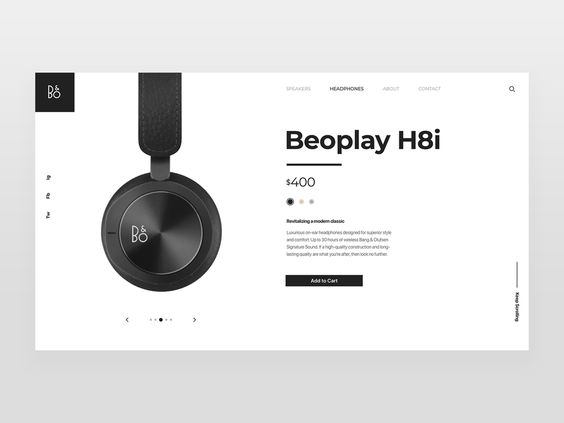 B&O
SPEAKERS HEADPHONES ABOUT CONTACT
Beoplay H8i
$400
Ig
Fb
Tw
B&O
Revitalizing a modern classic
Luxurious on-ear headphones designed for superior style
and comfort. Up to 30 hours of wireless Bang & Olufsen
Signature Sound. If a high-quality construction and long-
lasting quality are what you're after, then look no further.
Add to Cart
Keep Scrolling